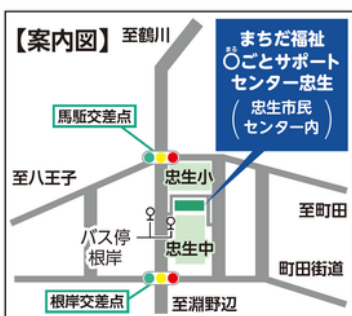 【案内図】
至鶴川
まちだ福祉
まる
〇ごとサポート
センター忠生
(忠生市民
センター内)
馬駈交差点
忠生小
至八王子
至町田
バス停
根岸
忠生中
町田街道
根岸交差点
至淵野辺